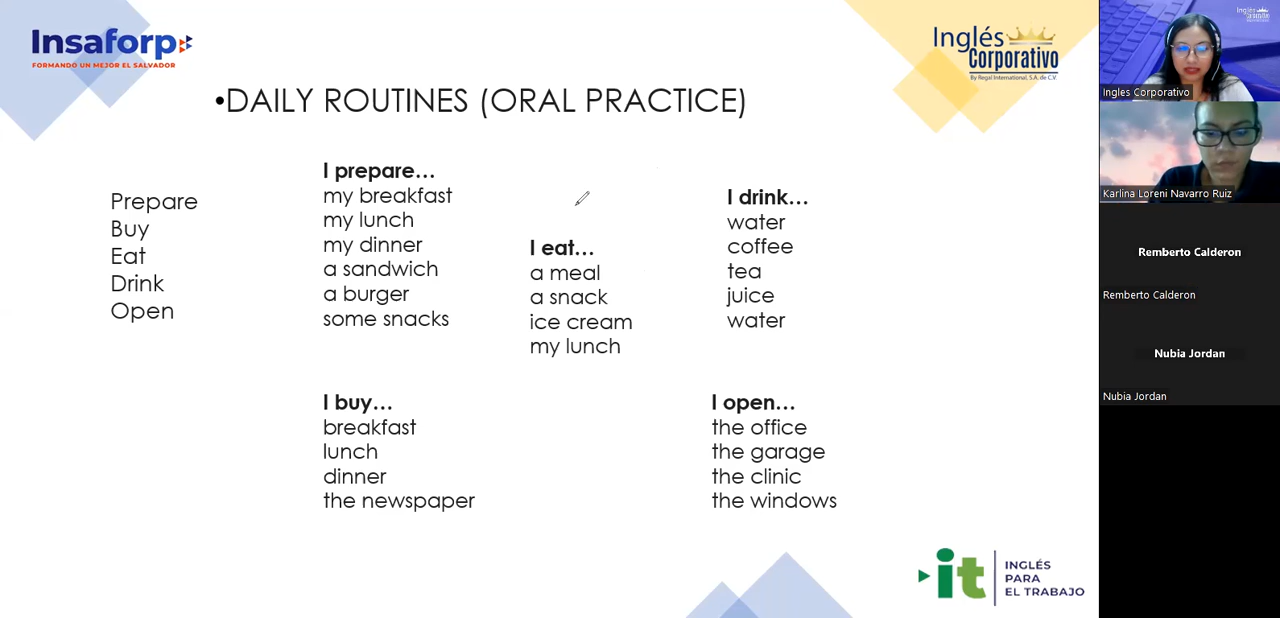 Insaforp
FORMANDO UN MEJOR EL SALVADOR
Inglés
Corporativo
By Regal International, S.A. de C.V.
•DAILY ROUTINES (ORAL PRACTICE)
Prepare
Buy
Eat
Drink
Open
I prepare...
my breakfast
my lunch
my dinner
a sandwich
a burger
some snacks
I eat...
a meal
a snack
ice cream
my lunch
I drink...
water
coffee
tea
juice
water
I buy...
breakfast
lunch
dinner
the newspaper
I open...
the office
the garage
the clinic
the windows
it
INGLÉS
PARA
EL TRABAJO
Ingles Corporativo
Karlina Loreni Navarro Ruiz
Remberto Calderon
Remberto Calderon
Nubia Jordan
Nubia Jordan